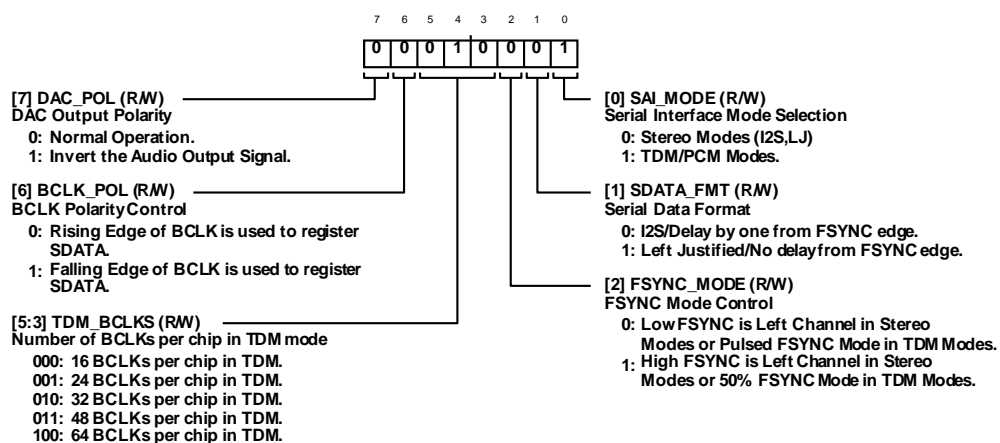 7 6 5 4 3 2 1 0
0 0 0 1 0 0 0 1
[7] DAC_POL (R/W)
DAC Output Polarity
0: Normal Operation.
1: Invert the Audio Output Signal.
[6] BCLK_POL (R/W)
BCLK Polarity Control
0: Rising Edge of BCLK is used to register
SDATA.
1: Falling Edge of BCLK is used to register
SDATA.
[5:3] TDM_BCLKS (R/W)
Number of BCLKs per chip in TDM mode
000: 16 BCLKs per chip in TDM.
001: 24 BCLKs per chip in TDM.
010: 32 BCLKs per chip in TDM.
011: 48 BCLKs per chip in TDM.
100: 64 BCLKs per chip in TDM.
[0] SAI_MODE (R/W)
Serial Interface Mode Selection
0: Stereo Modes (I2S,LJ)
1: TDM/PCM Modes.
[1] SDATA_FMT (R/W)
Serial Data Format
0: I2S/Delay by one from FSYNC edge.
1: Left Justified/No delay from FSYNC edge.
[2] FSYNC_MODE (R/W)
FSYNC Mode Control
0: Low FSYNC is Left Channel in Stereo
Modes or Pulsed FSYNC Mode in TDM Modes.
1: High FSYNC is Left Channel in Stereo
Modes or 50% FSYNC Mode in TDM Modes.